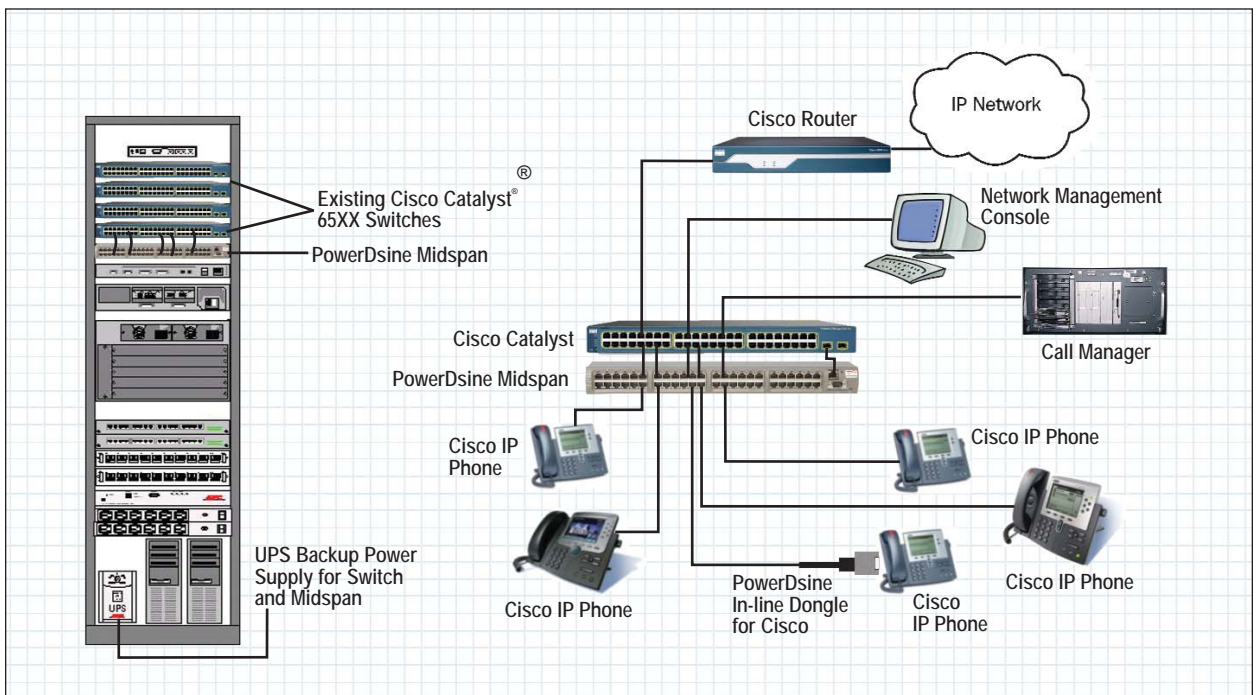 IP Network
Cisco Router
®
Existing Cisco Catalyst®
65XX Switches
PowerDsine Midspan
Network Management
Console
Cisco Catalyst
PowerDsine Midspan
Call Manager
Cisco IP
Phone
Cisco IP Phone
UPS Backup Power
Supply for Switch
and Midspan
UPS
Cisco IP Phone
PowerDsine
In-line Dongle
for Cisco
Cisco
IP Phone
Cisco IP Phone